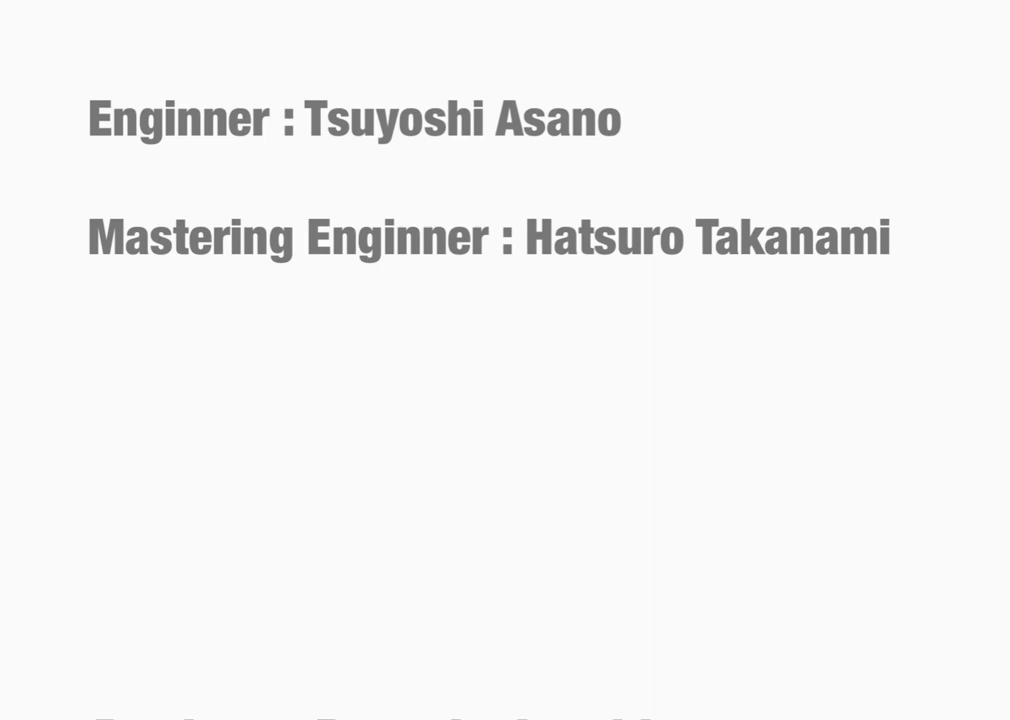 Enginner : Tsuyoshi Asano
Mastering Enginner : Hatsuro Takanami